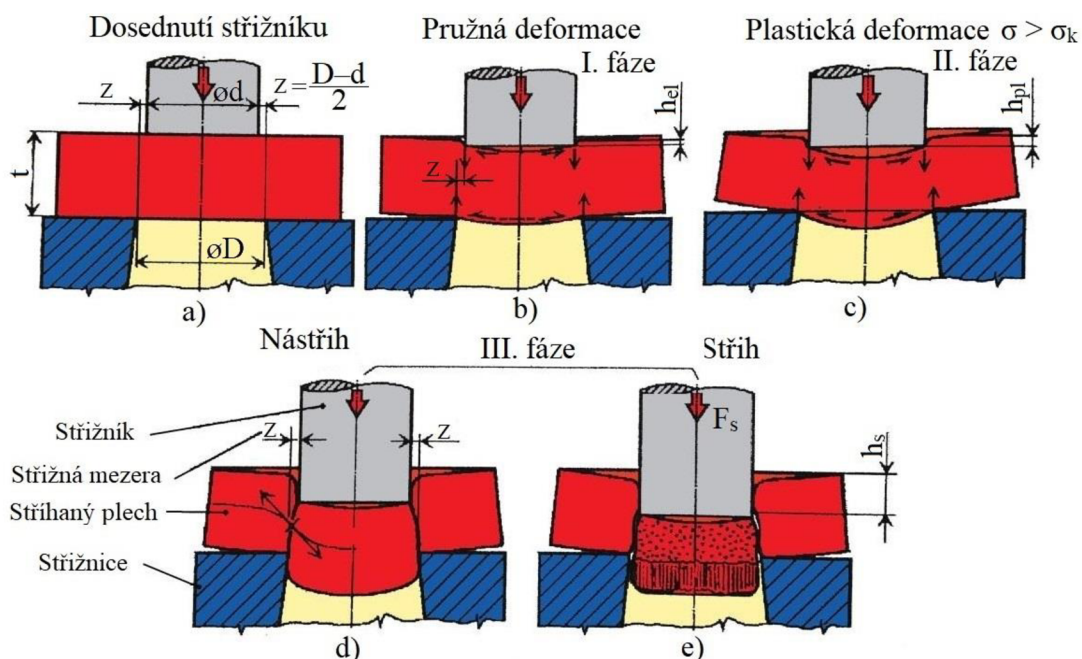 Dosednutí střižníku
z
ød
z=D–d/2
t
øD
a)
Pružná deformace
I. fáze
h_el
z
b)
Plastická deformace σ > σ_k
II. fáze
h_pl
c)
Nástřih
III. fáze
Střih
Střižník
Střižná mezera
Stříhaný plech
Střižnice
z
z
d)
F_s
h_s
e)